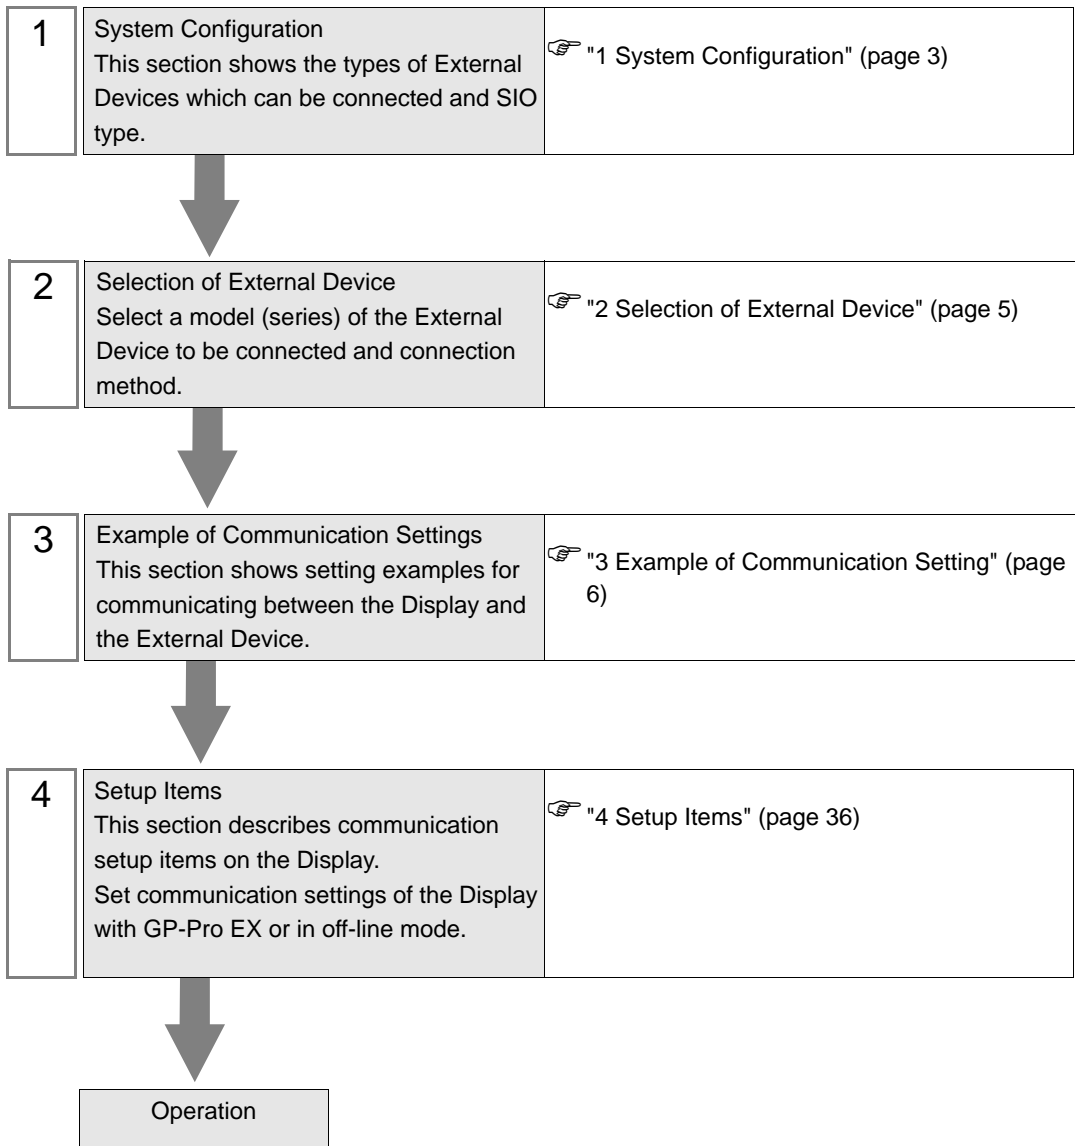 1
System Configuration
This section shows the types of External
Devices which can be connected and SIO
type.
"1 System Configuration" (page 3)
2
Selection of External Device
Select a model (series) of the External
Device to be connected and connection
method.
"2 Selection of External Device" (page 5)
3
Example of Communication Settings
This section shows setting examples for
communicating between the Display and
the External Device.
"3 Example of Communication Setting" (page
6)
4
Setup Items
This section describes communication
setup items on the Display.
Set communication settings of the Display
with GP-Pro EX or in off-line mode.
"4 Setup Items" (page 36)
Operation